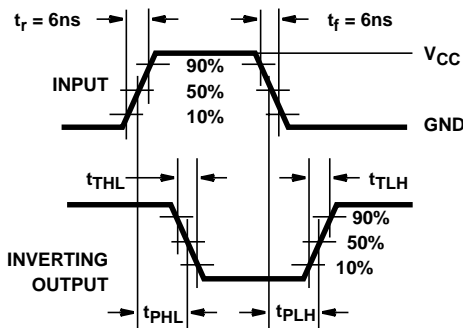 tr = 6ns
tf = 6ns
VCC
90%
INPUT
50%
10%
GND
tTHL
tTLH
90%
50%
INVERTING
10%
OUTPUT
tPHL
tPLH